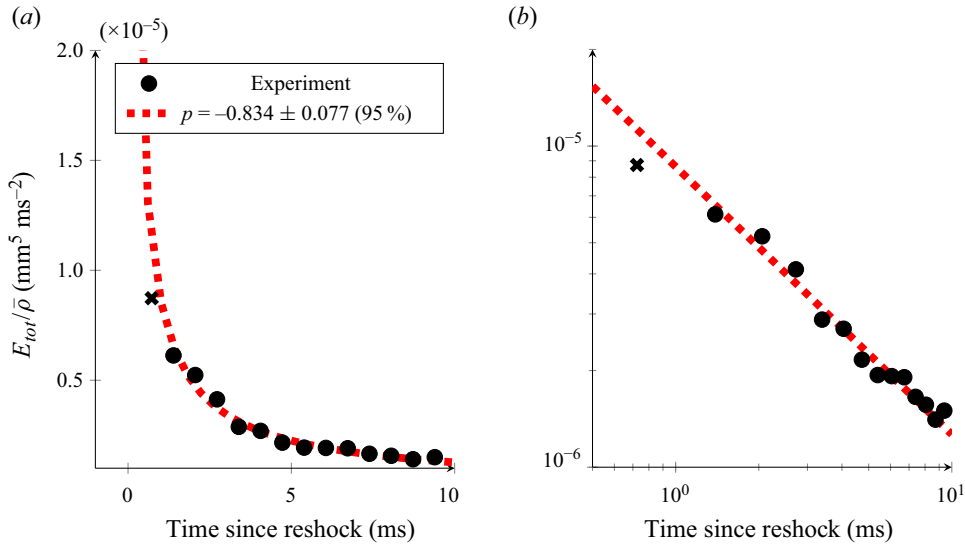 (a)
(×10⁻⁵)
2.0
1.5
1.0
0.5
0
5
10
E_tot/ρ̄ (mm⁵ ms⁻²)
Time since reshock (ms)
Experiment
p = –0.834 ± 0.077 (95 %)
(b)
10⁻⁵
10⁻⁶
10⁰
10¹
Time since reshock (ms)